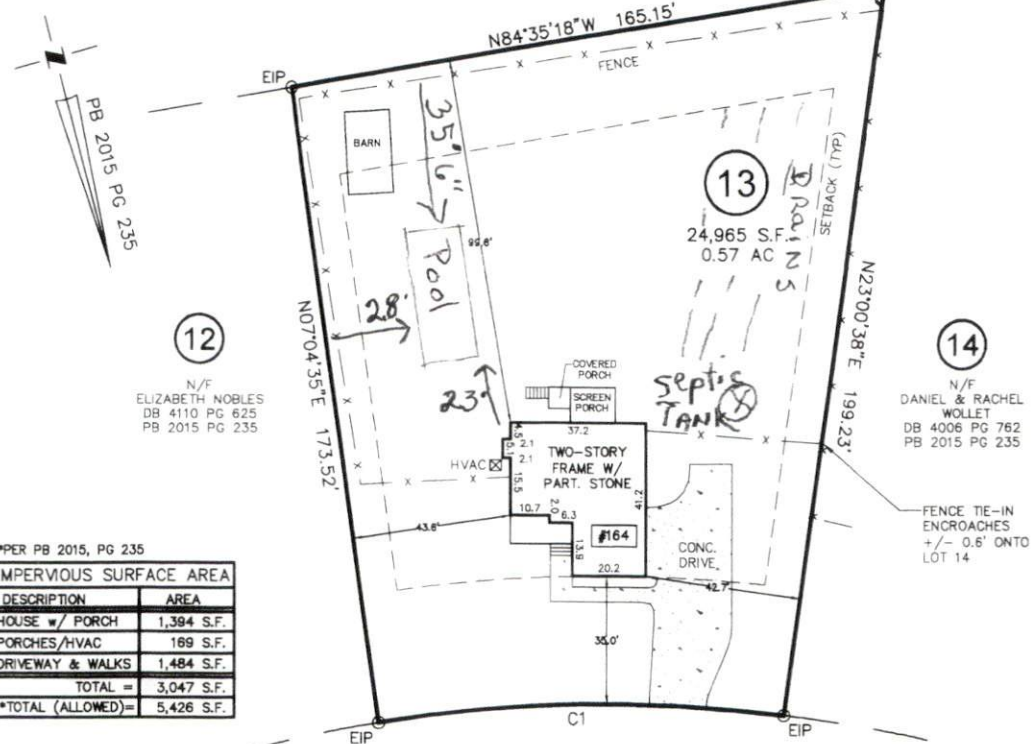 N84°35'18"W 165.15'
FENCE
EIP
PB 2015 PG 235
BARN
35' 6"
Pool
99.6'
13
24,965 S.F.
0.57 AC
Drains
SETBACK (TYP)
N07°04'35"E 173.52'
28'
23'
N23°00'38"E 199.23'
12
N/F
ELIZABETH NOBLES
DB 4110 PG 625
PB 2015 PG 235
14
N/F
DANIEL & RACHEL
WOLLET
DB 4006 PG 762
PB 2015 PG 235
COVERED
PORCH
SCREEN
PORCH
Septic
TANK
37.2
4.5
5.1
2.1
2.1
HVAC
15.5
TWO-STORY
FRAME W/
PART. STONE
41.2
10.7
2.0
6.3
#164
13.9
20.2
43.6'
CONC.
DRIVE
42.7'
35.0'
FENCE TIE-IN
ENCROACHES
+/- 0.6' ONTO
LOT 14
*PER PB 2015, PG 235
IMPERVIOUS SURFACE AREA
DESCRIPTION AREA
HOUSE w/ PORCH 1,394 S.F.
PORCHES/HVAC 169 S.F.
DRIVEWAY & WALKS 1,484 S.F.
TOTAL = 3,047 S.F.
*TOTAL (ALLOWED)= 5,426 S.F.
EIP
C1
EIP